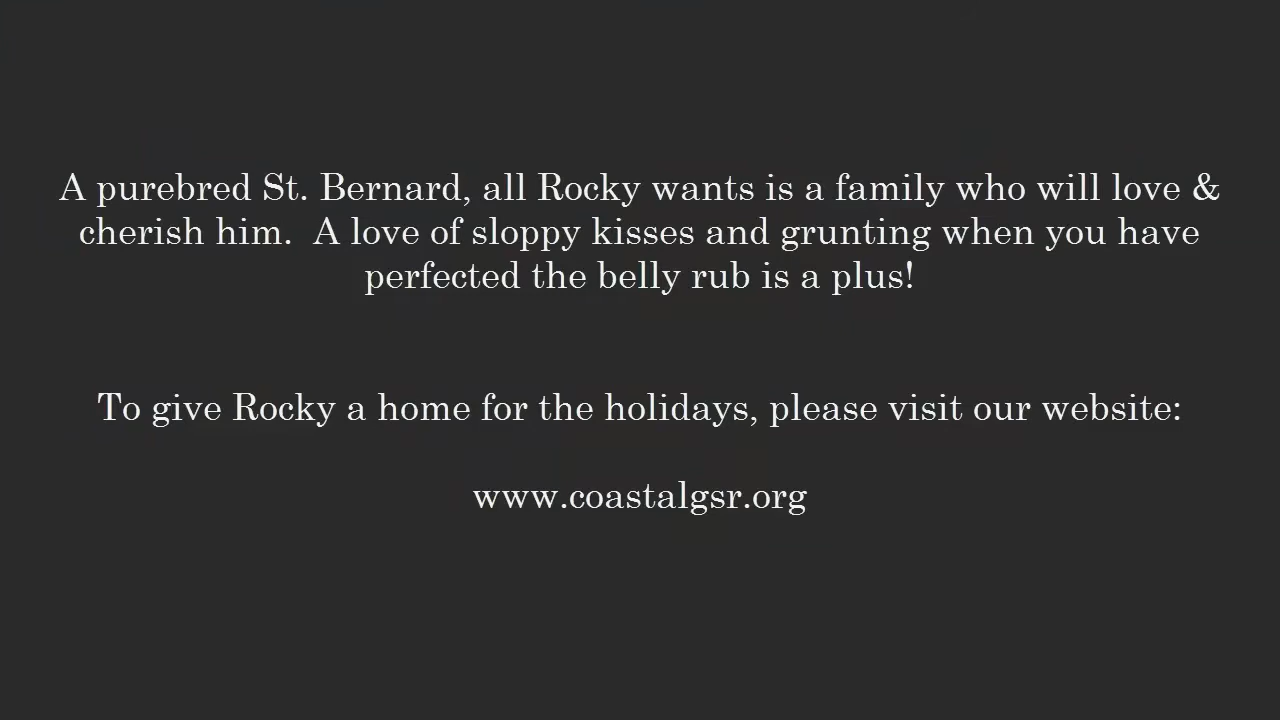 A purebred St. Bernard, all Rocky wants is a family who will love &
cherish him.  A love of sloppy kisses and grunting when you have
perfected the belly rub is a plus!
To give Rocky a home for the holidays, please visit our website:
www.coastalgsr.org